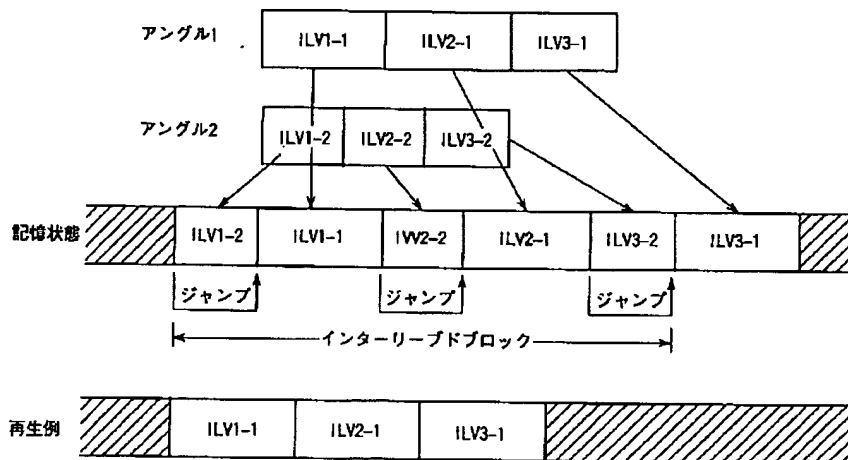 アングル1 ILV1-1 ILV2-1 ILV3-1
アングル2 ILV1-2 ILV2-2 ILV3-2
記憶状態 ILV1-2 ILV1-1 IVV2-2 ILV2-1 ILV3-2 ILV3-1
ジャンプ ジャンプ ジャンプ
インターリーブドブロック
再生例 ILV1-1 ILV2-1 ILV3-1